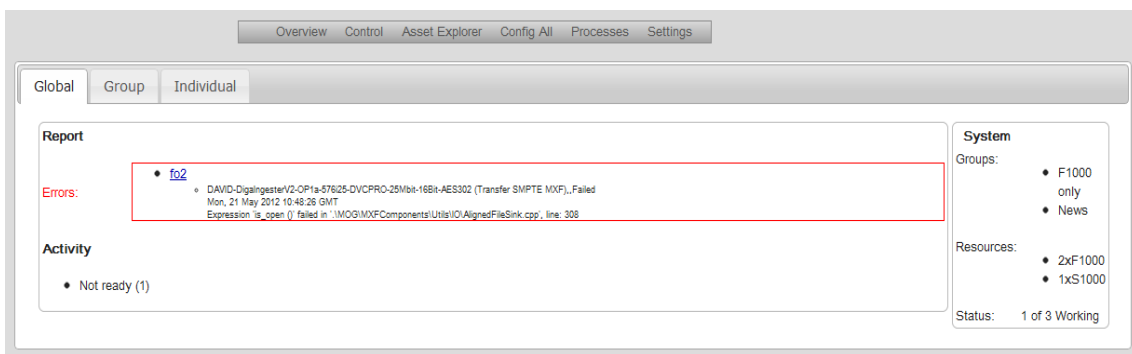 Overview Control Asset Explorer Config All Processes Settings
Global Group Individual
Report
Errors:
fo2
DAVID-DigaIngesterV2-OP1a-576i25-DVCPRO-25Mbit-16Bit-AES302 (Transfer SMPTE MXF),,Failed
Mon, 21 May 2012 10:48:26 GMT
Expression 'is_open ()' failed in '.\MOG\MXFComponents\Utils\IO\AlignedFileSink.cpp', line: 308
Activity
Not ready (1)
System
Groups:
F1000
only
News
Resources:
2xF1000
1xS1000
Status: 1 of 3 Working